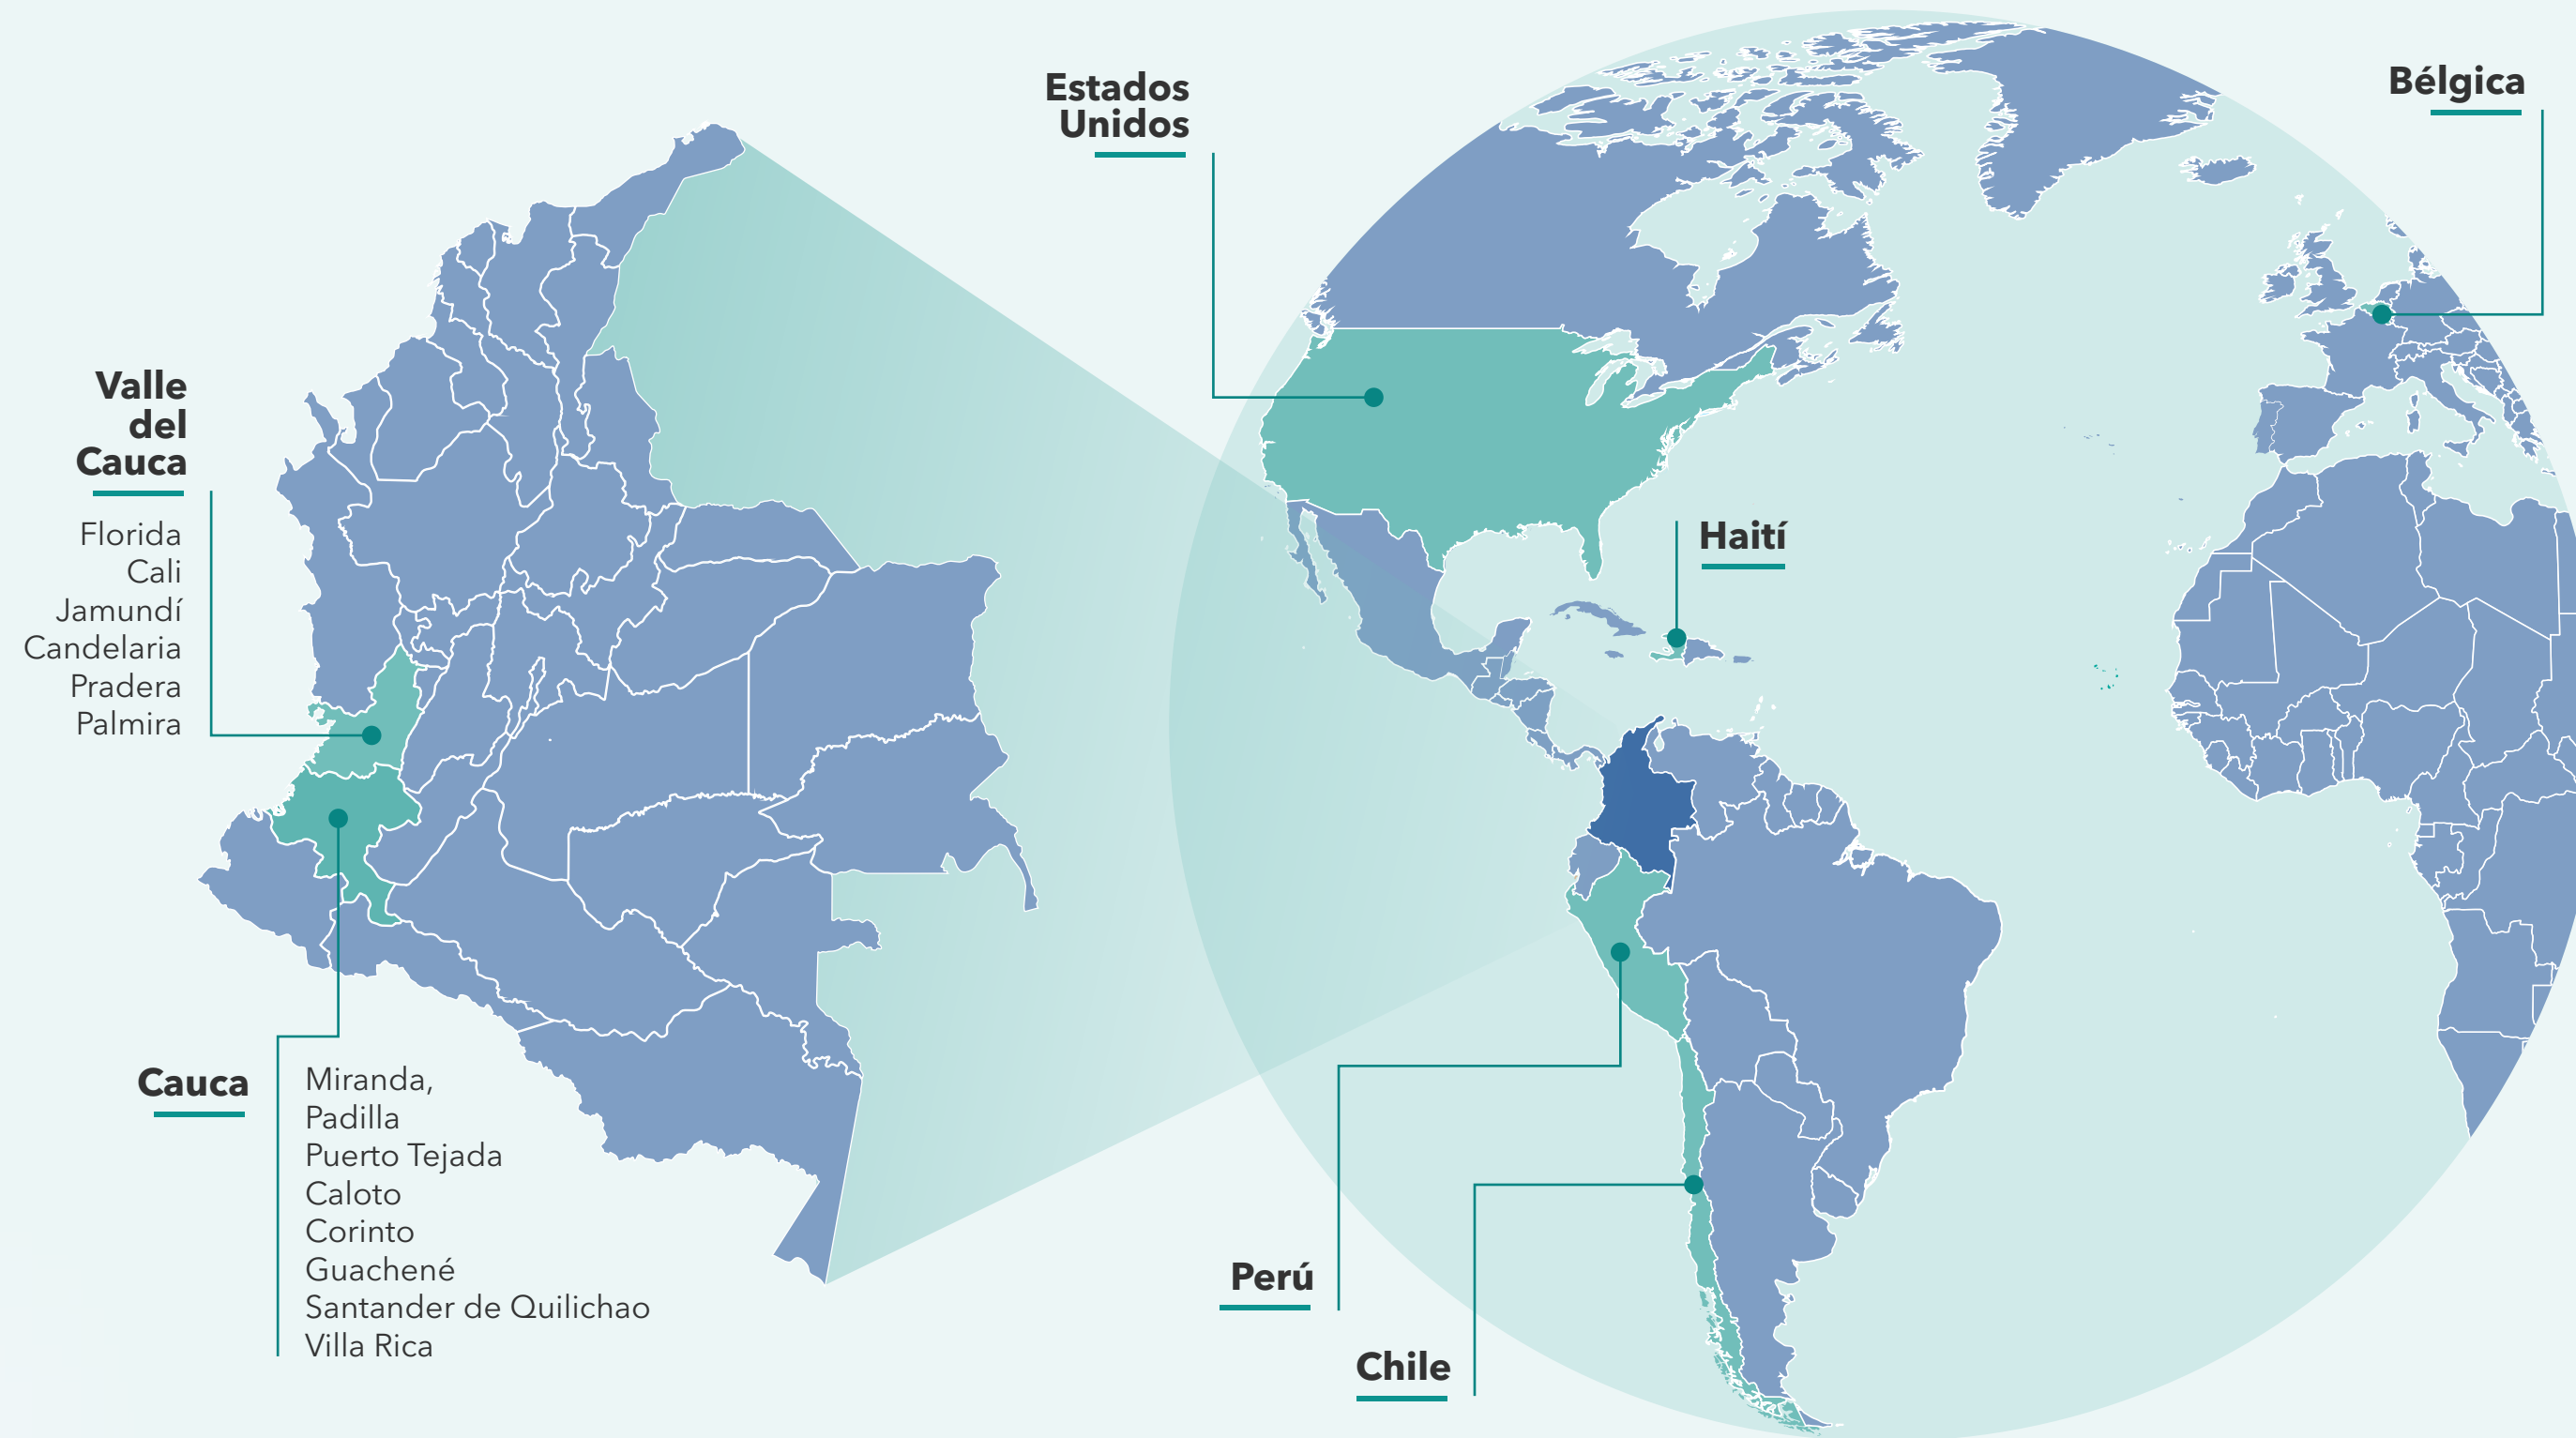 Valle
del
Cauca
Florida
Cali
Jamundí
Candelaria
Pradera
Palmira
Cauca
Miranda,
Padilla
Puerto Tejada
Caloto
Corinto
Guachené
Santander de Quilichao
Villa Rica
Estados
Unidos
Bélgica
Haití
Perú
Chile